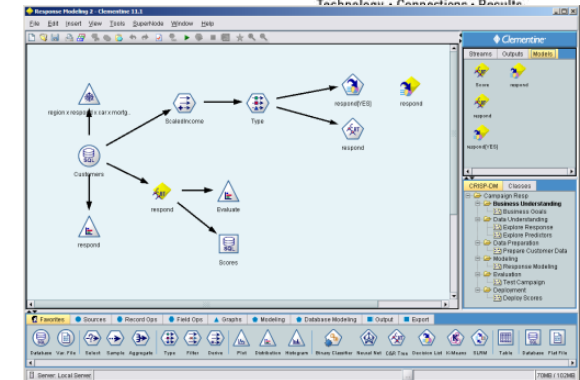 Technology • Connections • Results
Response Modeling 2 - Clementine 11.1
File Edit Insert View Tools SuperNode Window Help
Clementine
Streams Outputs Models
Score respond
respond
respond[YES]
region x respond x car x mortg..
ScaledIncome
Type
respond[YES]
respond
respond
SQL
Customers
respond
Evaluate
respond
SQL
Scores
CRISP-DM Classes
Campaign Resp
Business Understanding
Business Goals
Data Understanding
Explore Response
Explore Predictors
Data Preparation
Prepare Customer Data
Modeling
Response Modeling
Evaluation
Test Campaign
Deployment
Deploy Scores
Favorites Sources Record Ops Field Ops Graphs Modeling Database Modeling Output Export
Database Var. File Select Sample Aggregate Type Filter Derive Plot Distribution Histogram Binary Classifier Neural Net C&R Tree Decision List K-Means SLRM Table Database Flat File
Server: Local Server
70MB / 102MB